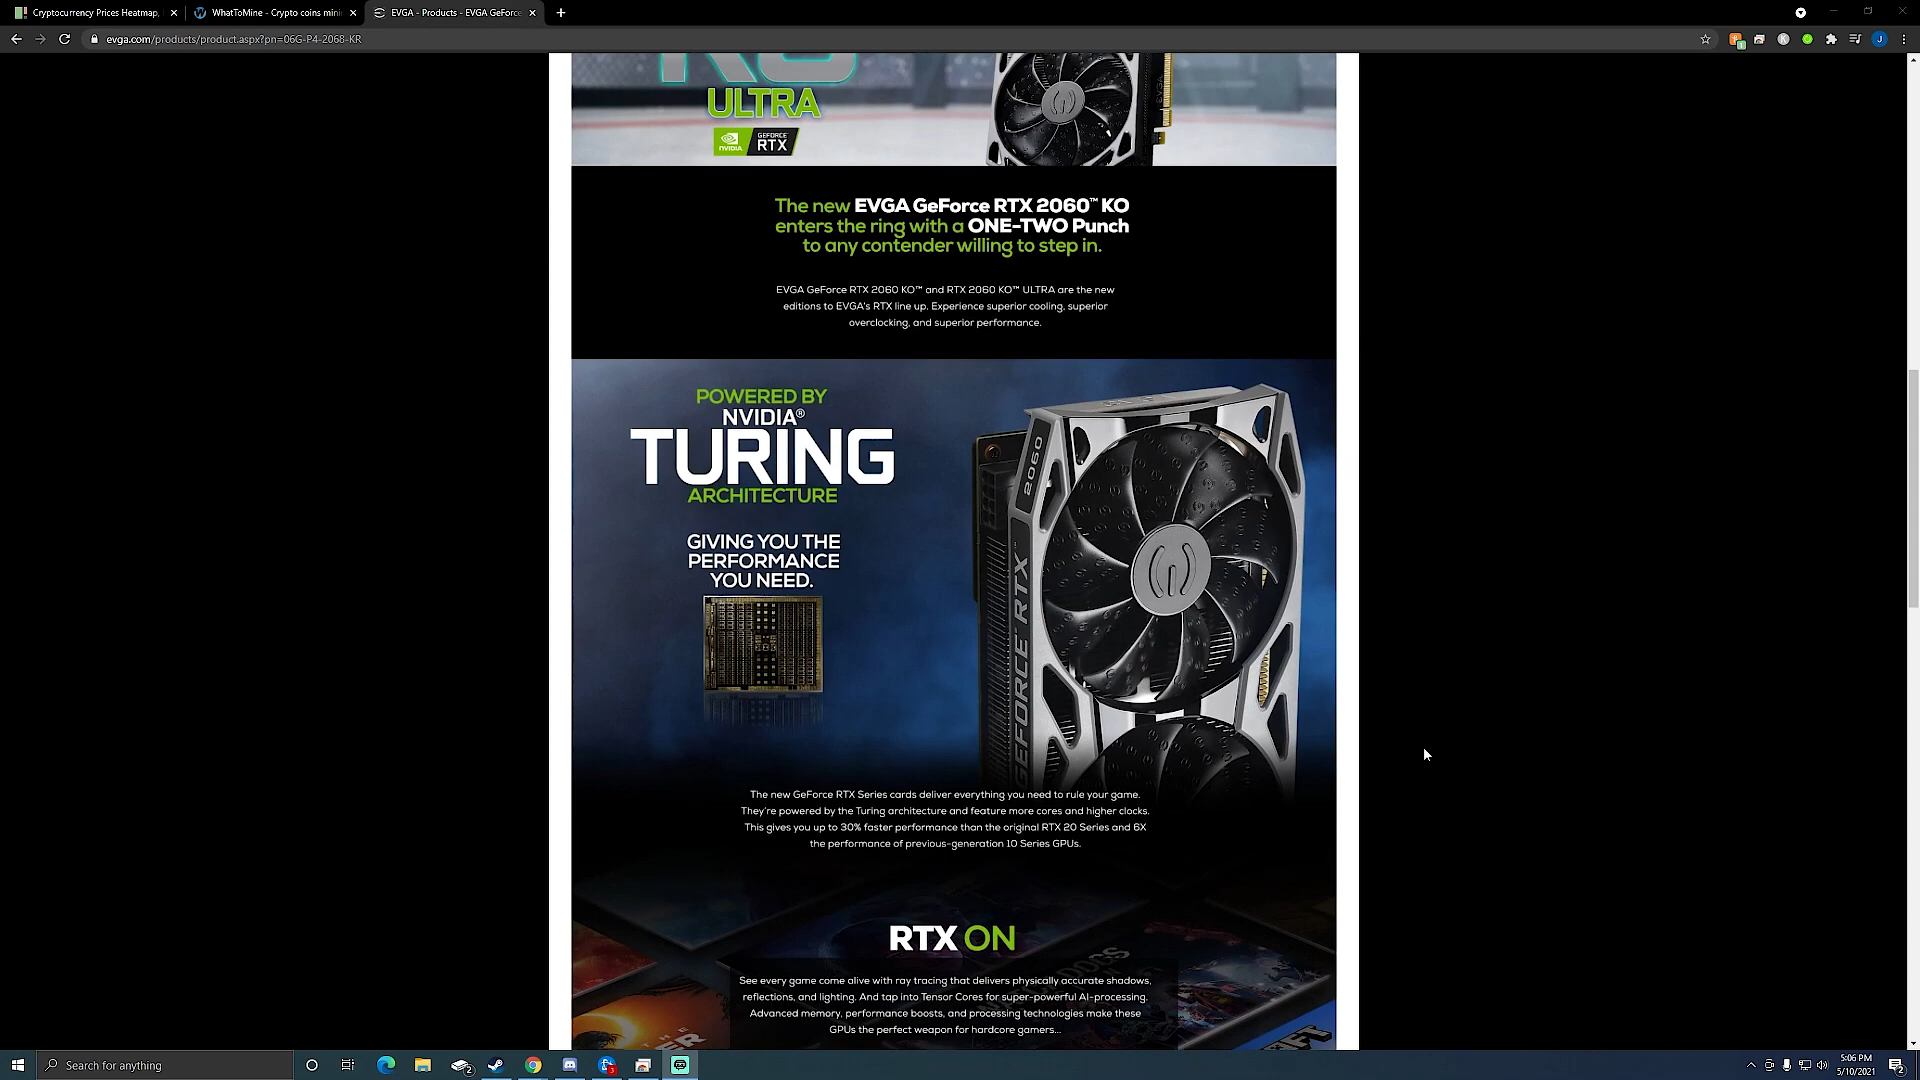 Cryptocurrency Prices Heatmap,
WhatToMine - Crypto coins mini
EVGA - Products - EVGA GeForce
evga.com/products/product.aspx?pn=06G-P4-2068-KR
J
KO
ULTRA
NVIDIA
GEFORCE
RTX
The new EVGA GeForce RTX 2060™ KO
enters the ring with a ONE-TWO Punch
to any contender willing to step in.
EVGA GeForce RTX 2060 KO™ and RTX 2060 KO™ ULTRA are the new
editions to EVGA's RTX line up. Experience superior cooling, superior
overclocking, and superior performance.
POWERED BY
NVIDIA®
TURING
ARCHITECTURE
GIVING YOU THE
PERFORMANCE
YOU NEED.
2060
GEFORCE RTX™
The new GeForce RTX Series cards deliver everything you need to rule your game.
They're powered by the Turing architecture and feature more cores and higher clocks.
This gives you up to 30% faster performance than the original RTX 20 Series and 6X
the performance of previous-generation 10 Series GPUs.
RTX ON
See every game come alive with ray tracing that delivers physically accurate shadows,
reflections, and lighting. And tap into Tensor Cores for super-powerful AI-processing.
Advanced memory, performance boosts, and processing technologies make these
GPUs the perfect weapon for hardcore gamers...
Search for anything
2
3
5:06 PM
5/10/2021
2